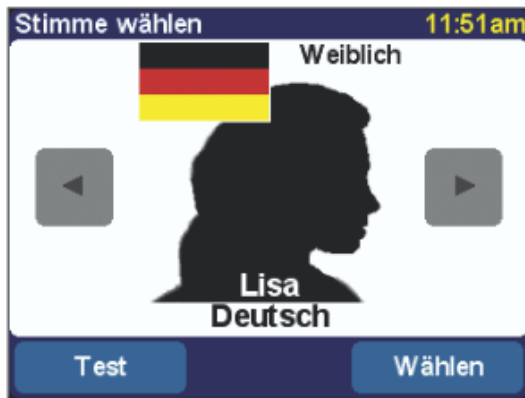 Stimme wählen 11:51am
Weiblich
Lisa
Deutsch
Test Wählen